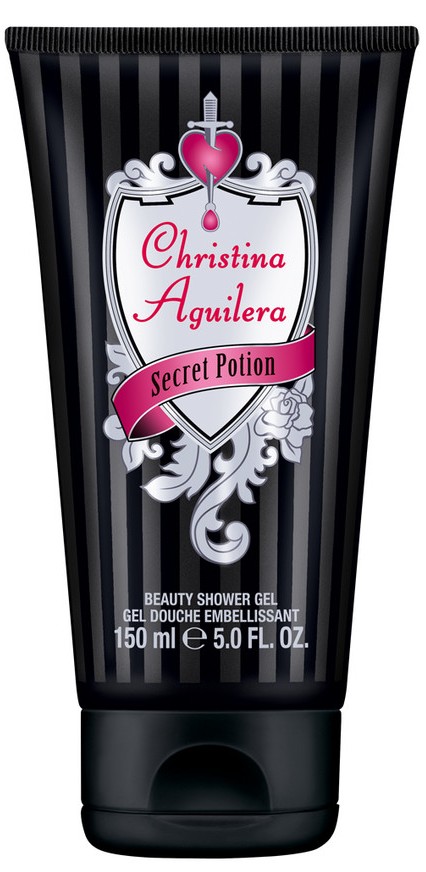 Christina
Aguilera
Secret Potion
BEAUTY SHOWER GEL
GEL DOUCHE EMBELLISSANT
150 ml ℮ 5.0 FL. OZ.